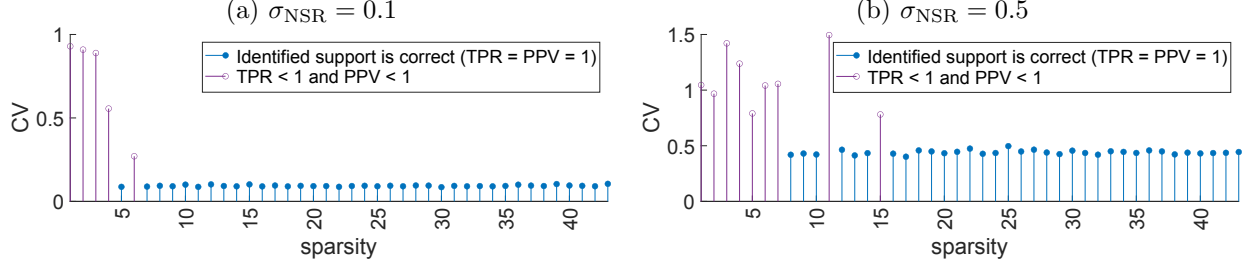 (a) σNSR = 0.1
1
0.5
0
CV
Identified support is correct (TPR = PPV = 1)
TPR < 1 and PPV < 1
5 10 15 20 25 30 35 40
sparsity
(b) σNSR = 0.5
1.5
1
0.5
0
CV
Identified support is correct (TPR = PPV = 1)
TPR < 1 and PPV < 1
5 10 15 20 25 30 35 40
sparsity